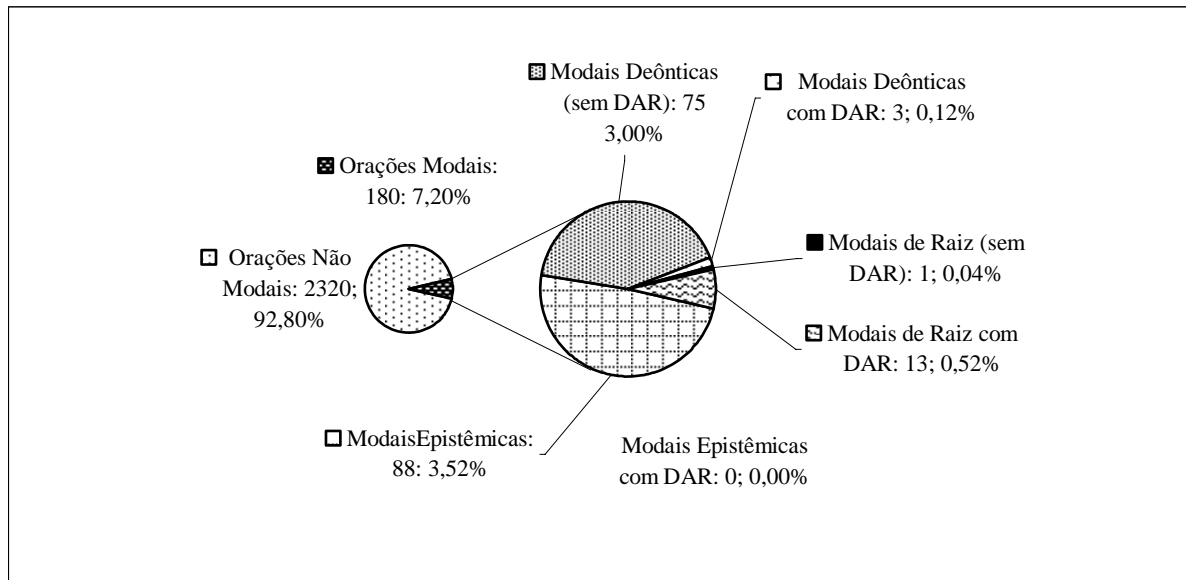 Modais Deônticas
(sem DAR): 75
3,00%
Modais Deônticas
com DAR: 3; 0,12%
Orações Modais:
180: 7,20%
Orações Não
Modais: 2320;
92,80%
Modais de Raiz (sem
DAR): 1; 0,04%
Modais de Raiz com
DAR: 13; 0,52%
ModaisEpistêmicas:
88: 3,52%
Modais Epistêmicas
com DAR: 0; 0,00%